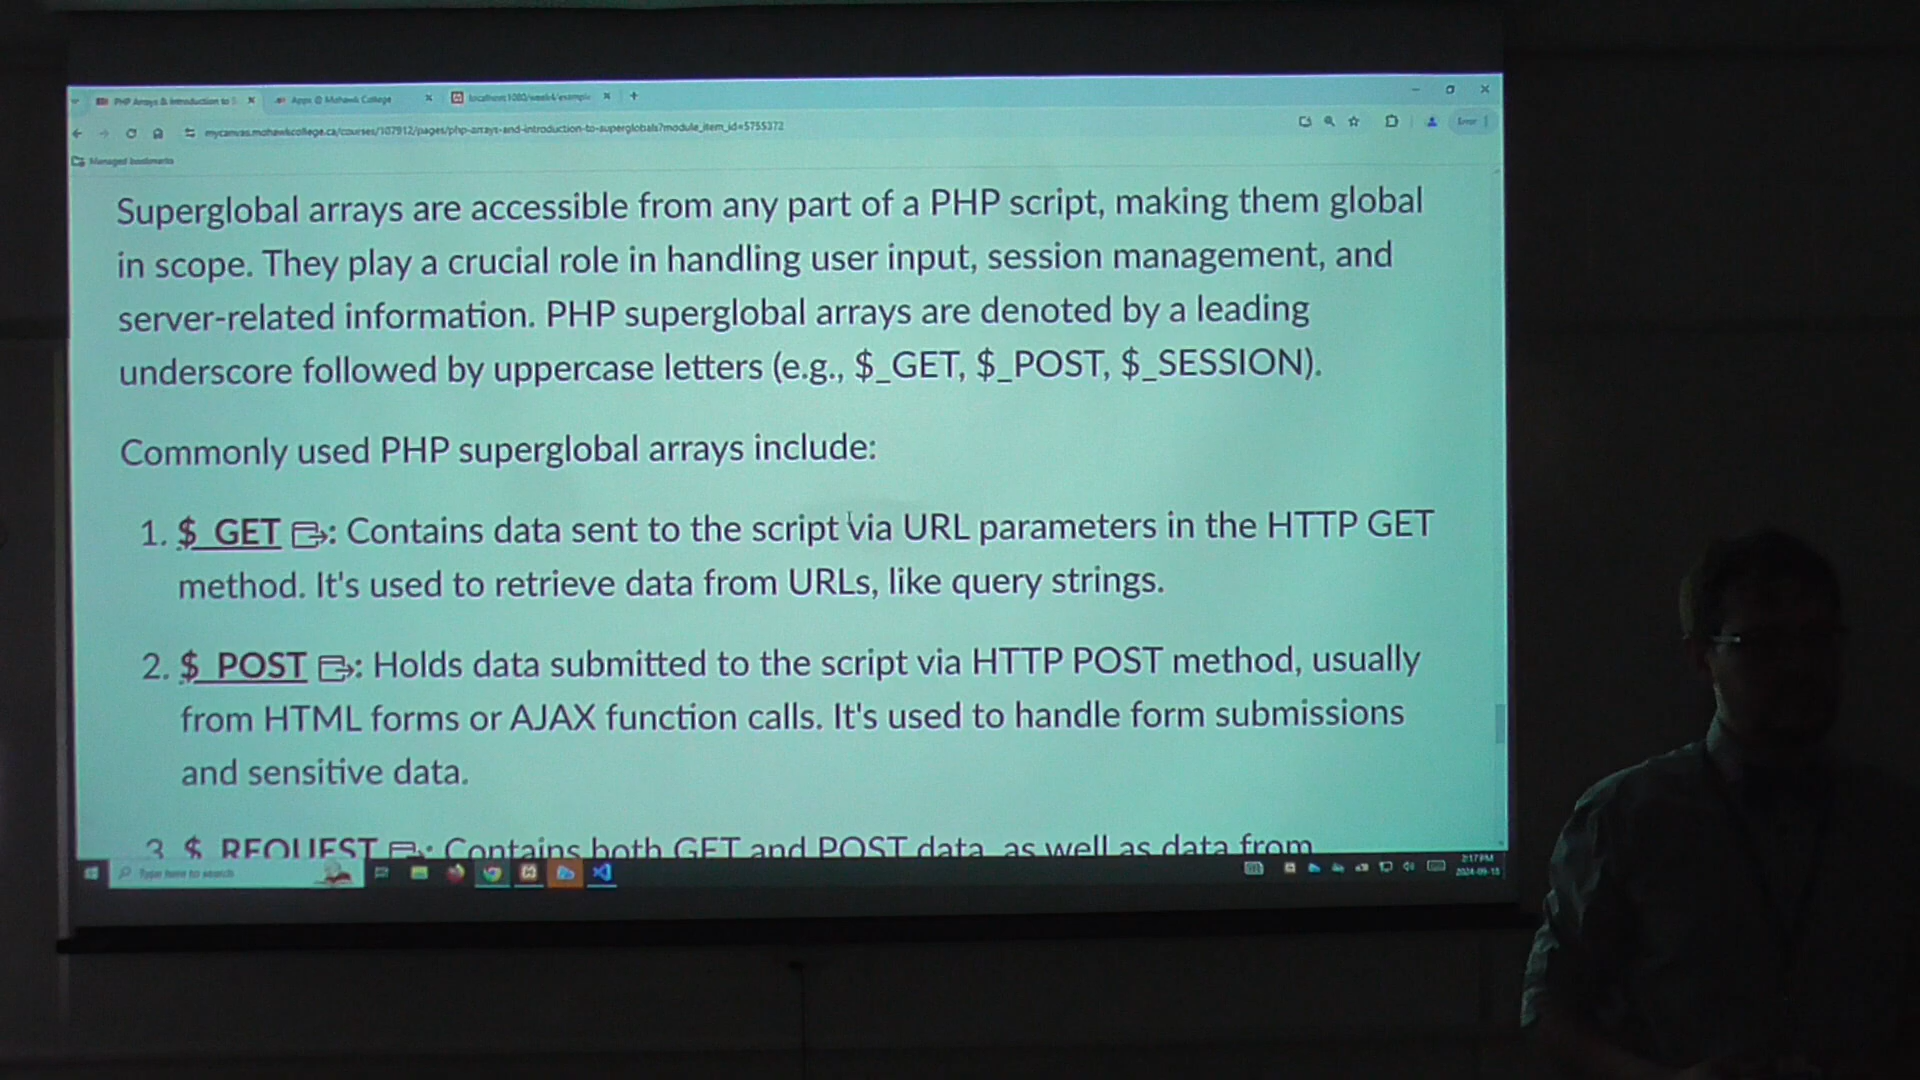 PHP Arrays & Introduction to S
Apps @ Mohawk College
localhost:1080/week4/example
mycanvas.mohawkcollege.ca/courses/107912/pages/php-arrays-and-introduction-to-superglobals?module_item_id=5755372
Error
Managed bookmarks
Superglobal arrays are accessible from any part of a PHP script, making them global
in scope. They play a crucial role in handling user input, session management, and
server-related information. PHP superglobal arrays are denoted by a leading
underscore followed by uppercase letters (e.g., $_GET, $_POST, $_SESSION).
Commonly used PHP superglobal arrays include:
1. $_GET : Contains data sent to the script via URL parameters in the HTTP GET
method. It's used to retrieve data from URLs, like query strings.
2. $_POST : Holds data submitted to the script via HTTP POST method, usually
from HTML forms or AJAX function calls. It's used to handle form submissions
and sensitive data.
3. $_REQUEST : Contains both GET and POST data, as well as data from
Type here to search
2:17 PM